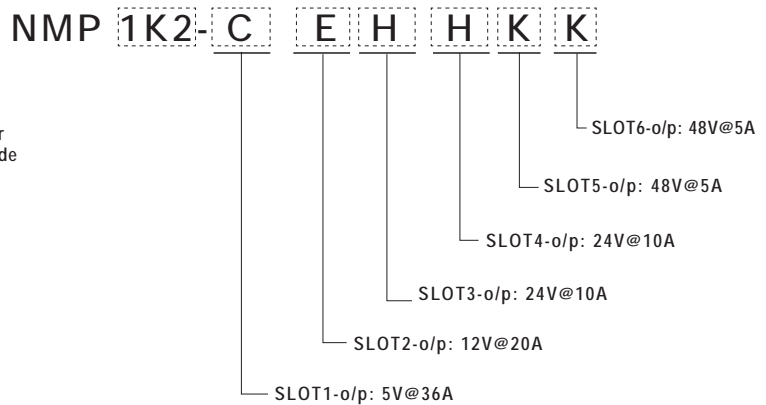 NMP 1K2-C E H H K K
r
de
SLOT6-o/p: 48V@5A
SLOT5-o/p: 48V@5A
SLOT4-o/p: 24V@10A
SLOT3-o/p: 24V@10A
SLOT2-o/p: 12V@20A
SLOT1-o/p: 5V@36A